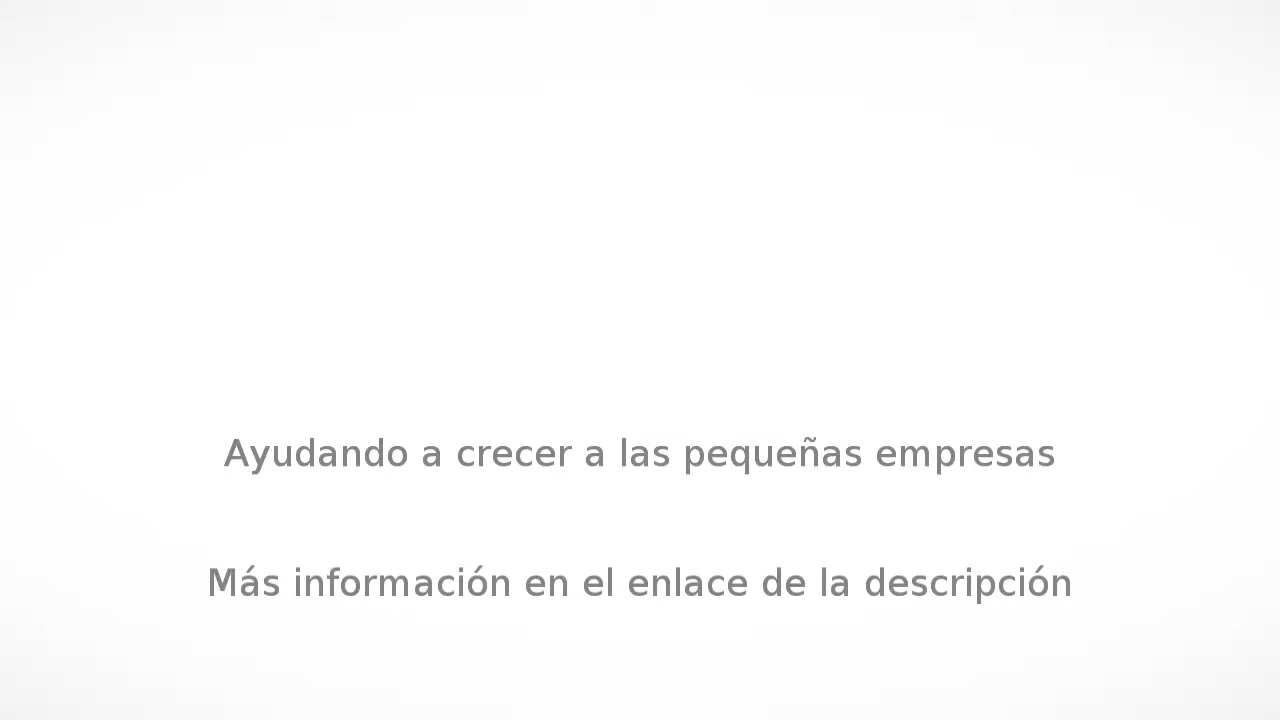 Ayudando a crecer a las pequeñas empresas
Más información en el enlace de la descripción